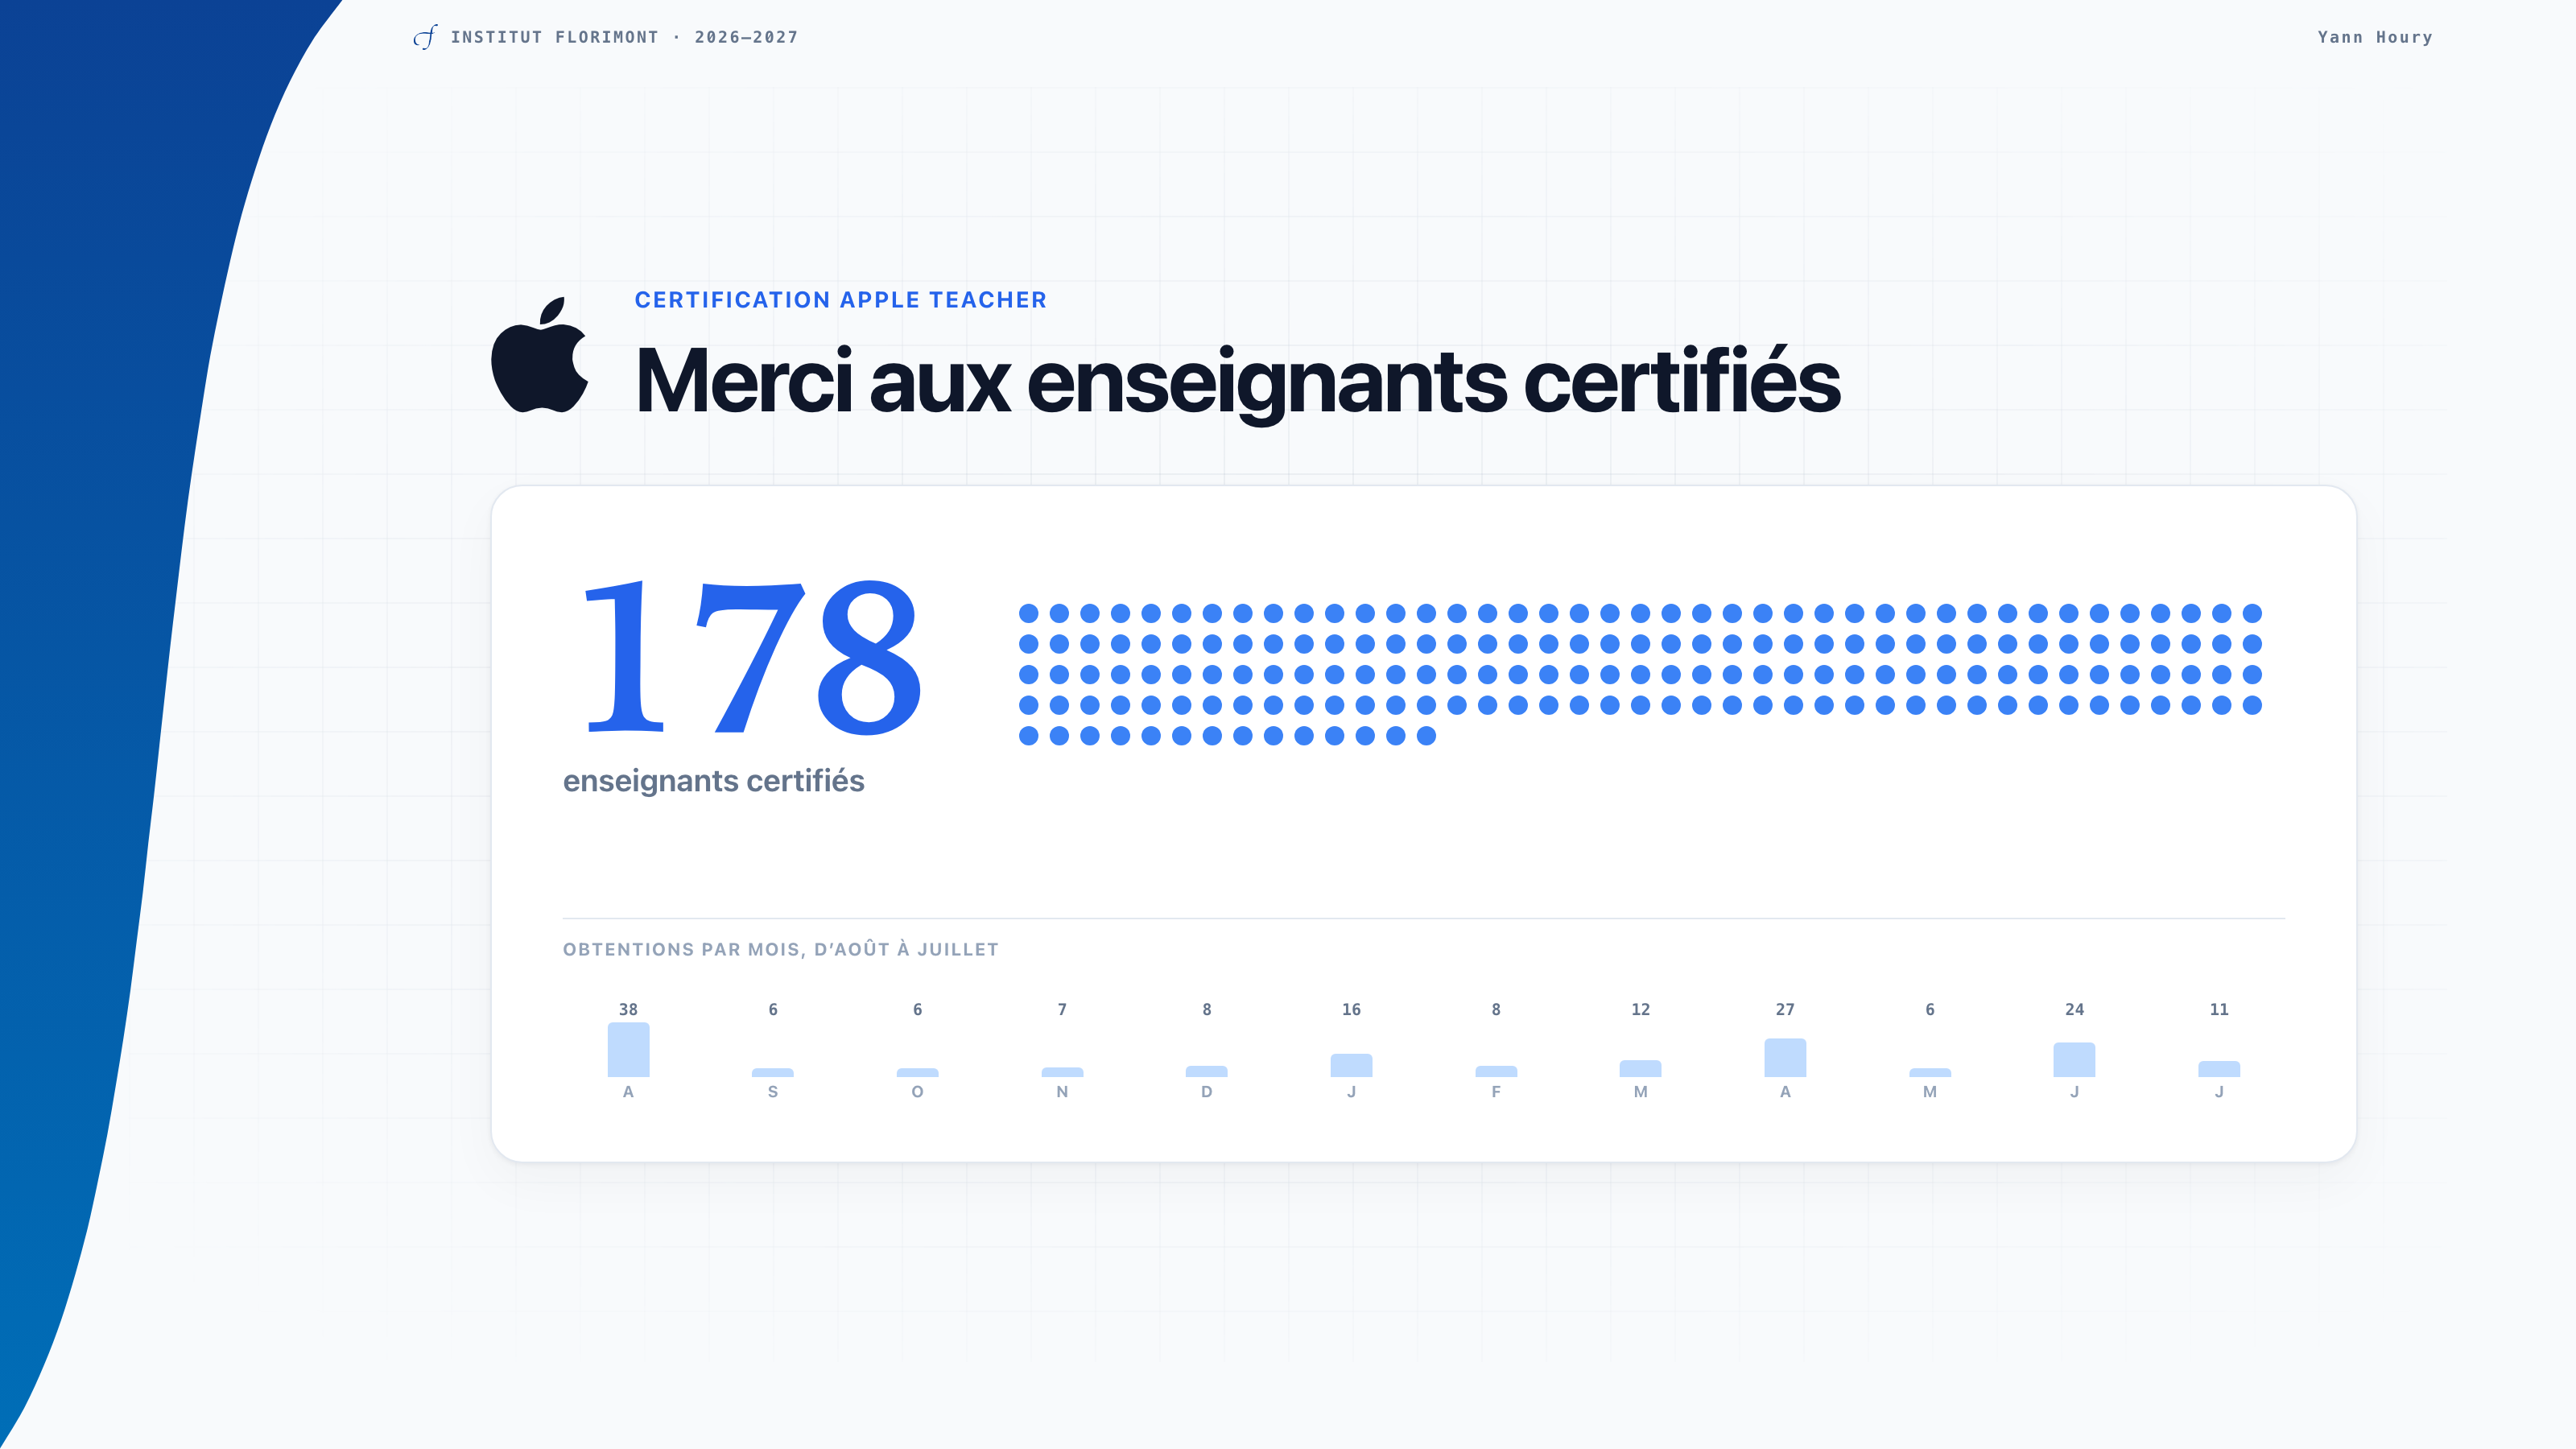 INSTITUT FLORIMONT · 2026–2027
Yann Houry
CERTIFICATION APPLE TEACHER
Merci aux enseignants certifiés
178
enseignants certifiés
OBTENTIONS PAR MOIS, D’AOÛT À JUILLET
38 6 6 7 8 16 8 12 27 6 24 11
A S O N D J F M A M J J